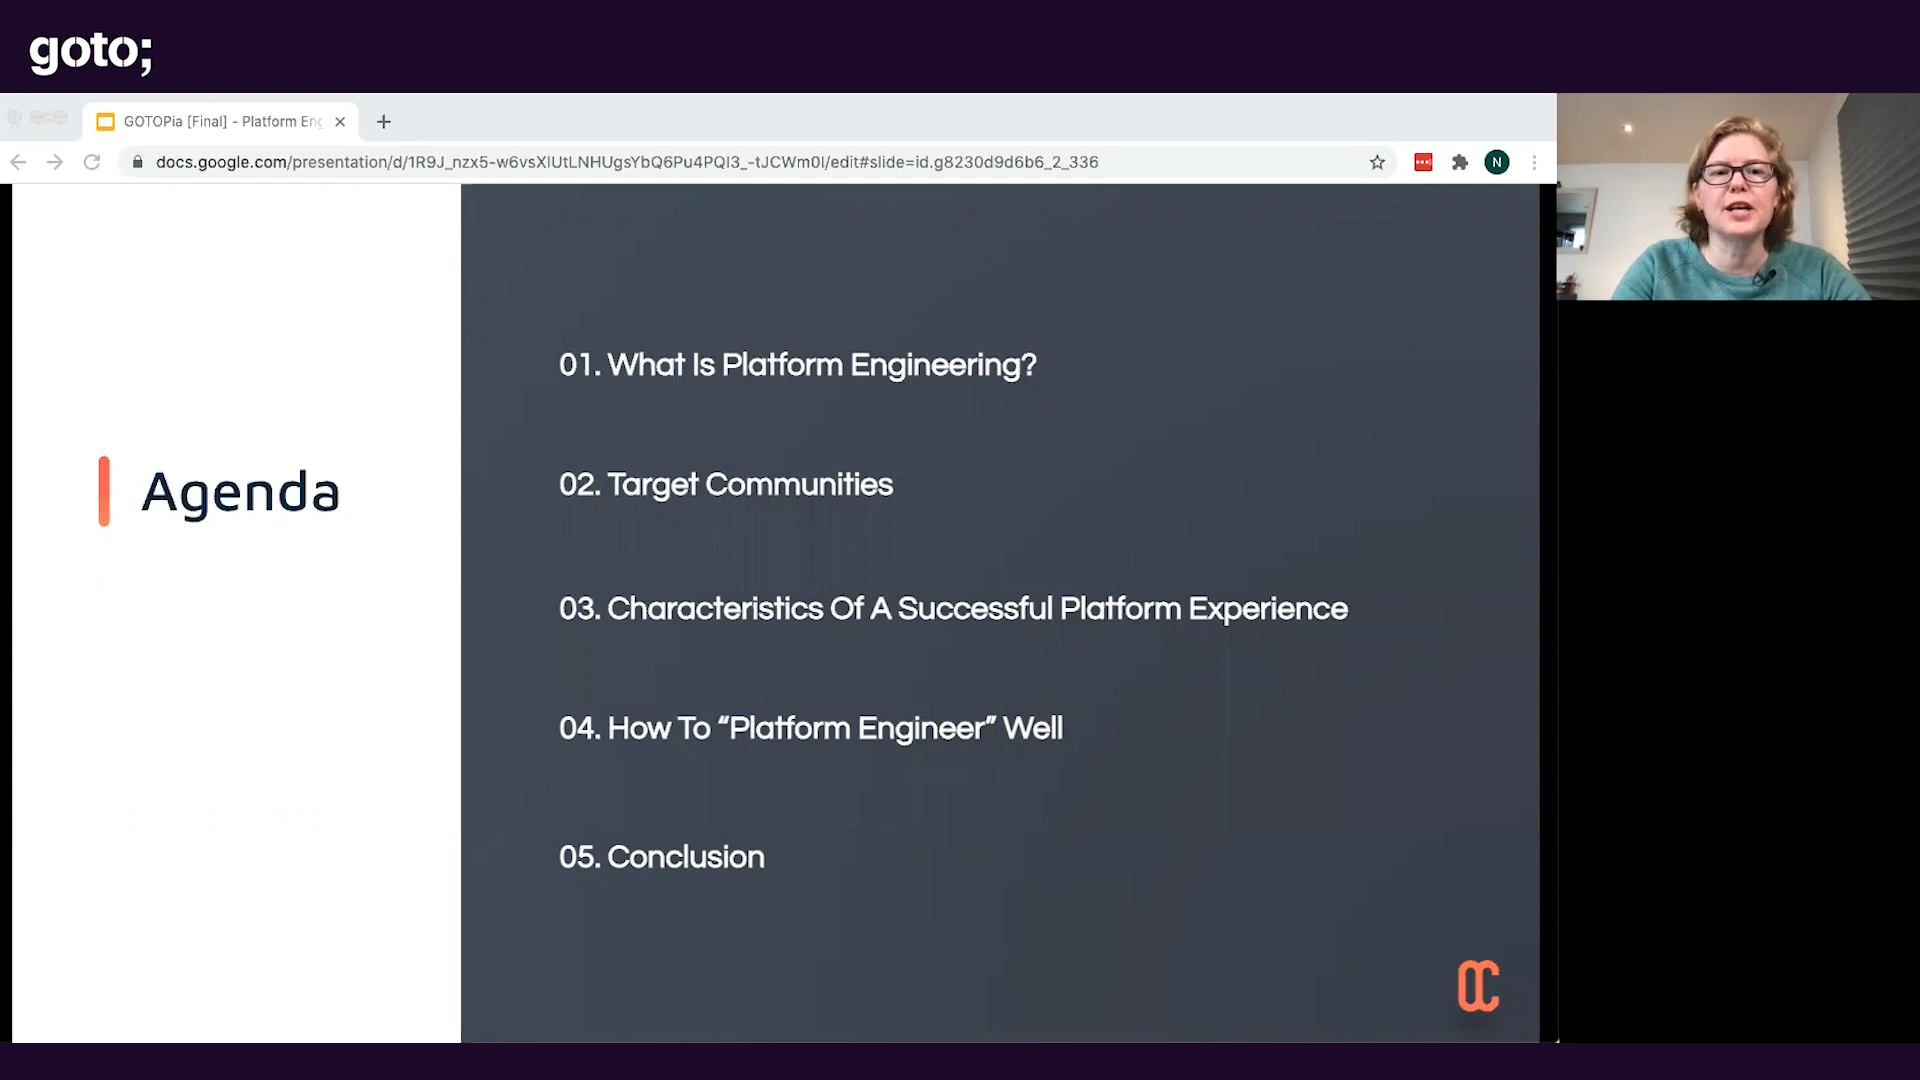 goto;
GOTOPia [Final] - Platform Eng
docs.google.com/presentation/d/1R9J_nzx5-w6vsXlUtLNHUgsYbQ6Pu4PQI3_-tJCWm0I/edit#slide=id.g8230d9d6b6_2_336
N
Agenda
01. What Is Platform Engineering?
02. Target Communities
03. Characteristics Of A Successful Platform Experience
04. How To “Platform Engineer” Well
05. Conclusion